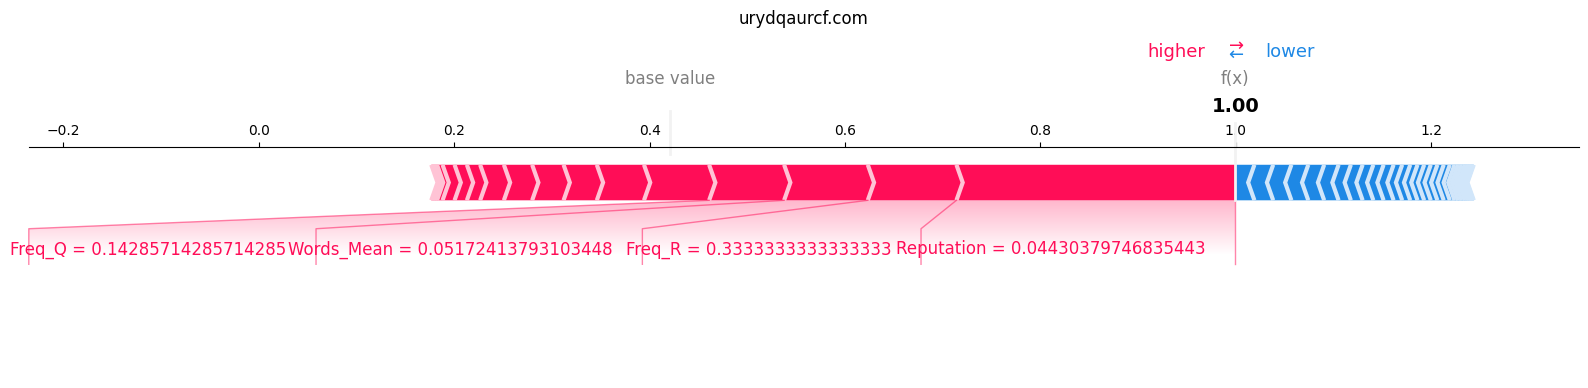 urydqaurcf.com
higher ⇄ lower
base value f(x)
1.00
−0.2 0.0 0.2 0.4 0.6 0.8 1.0 1.2
Freq_Q = 0.14285714285714285 Words_Mean = 0.05172413793103448 Freq_R = 0.3333333333333333 Reputation = 0.04430379746835443